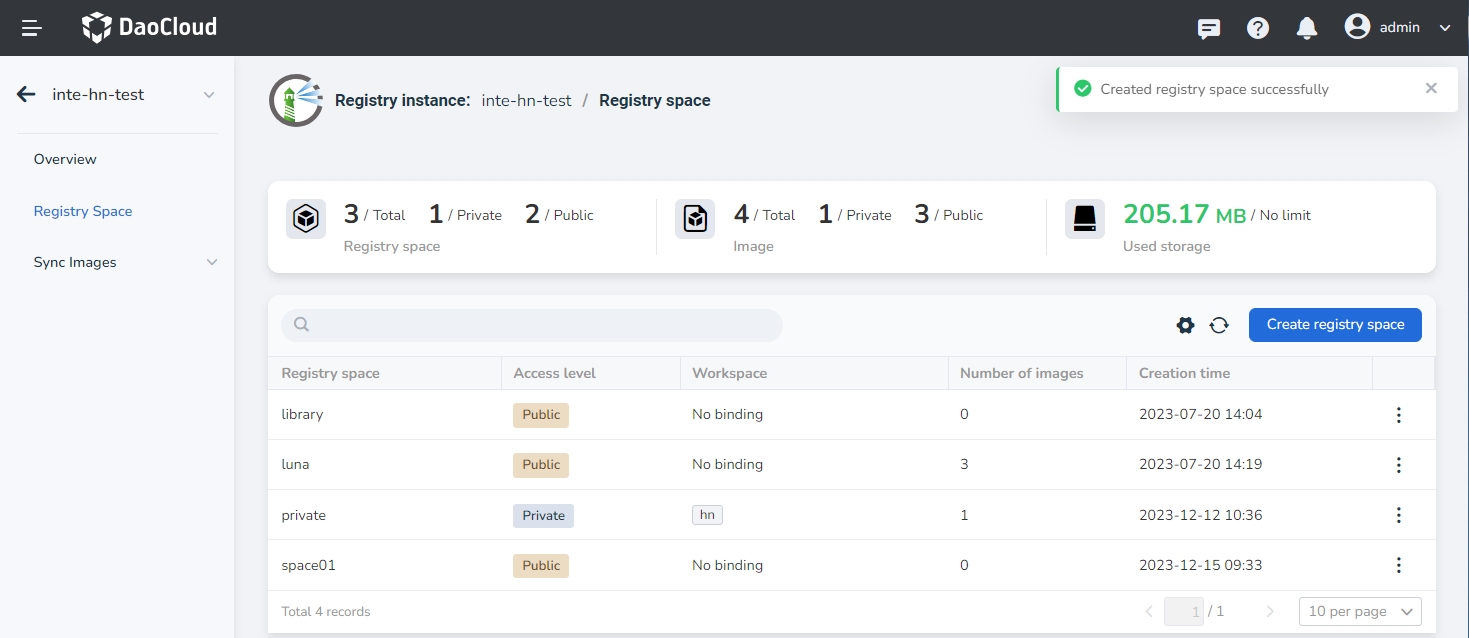 DaoCloud
admin
inte-hn-test
Overview
Registry Space
Sync Images
Registry instance: inte-hn-test / Registry space
Created registry space successfully
3 / Total 1 / Private 2 / Public
Registry space
4 / Total 1 / Private 3 / Public
Image
205.17 MB / No limit
Used storage
Create registry space
Registry space Access level Workspace Number of images Creation time
library Public No binding 0 2023-07-20 14:04
luna Public No binding 3 2023-07-20 14:19
private Private hn 1 2023-12-12 10:36
space01 Public No binding 0 2023-12-15 09:33
Total 4 records 1 / 1 10 per page